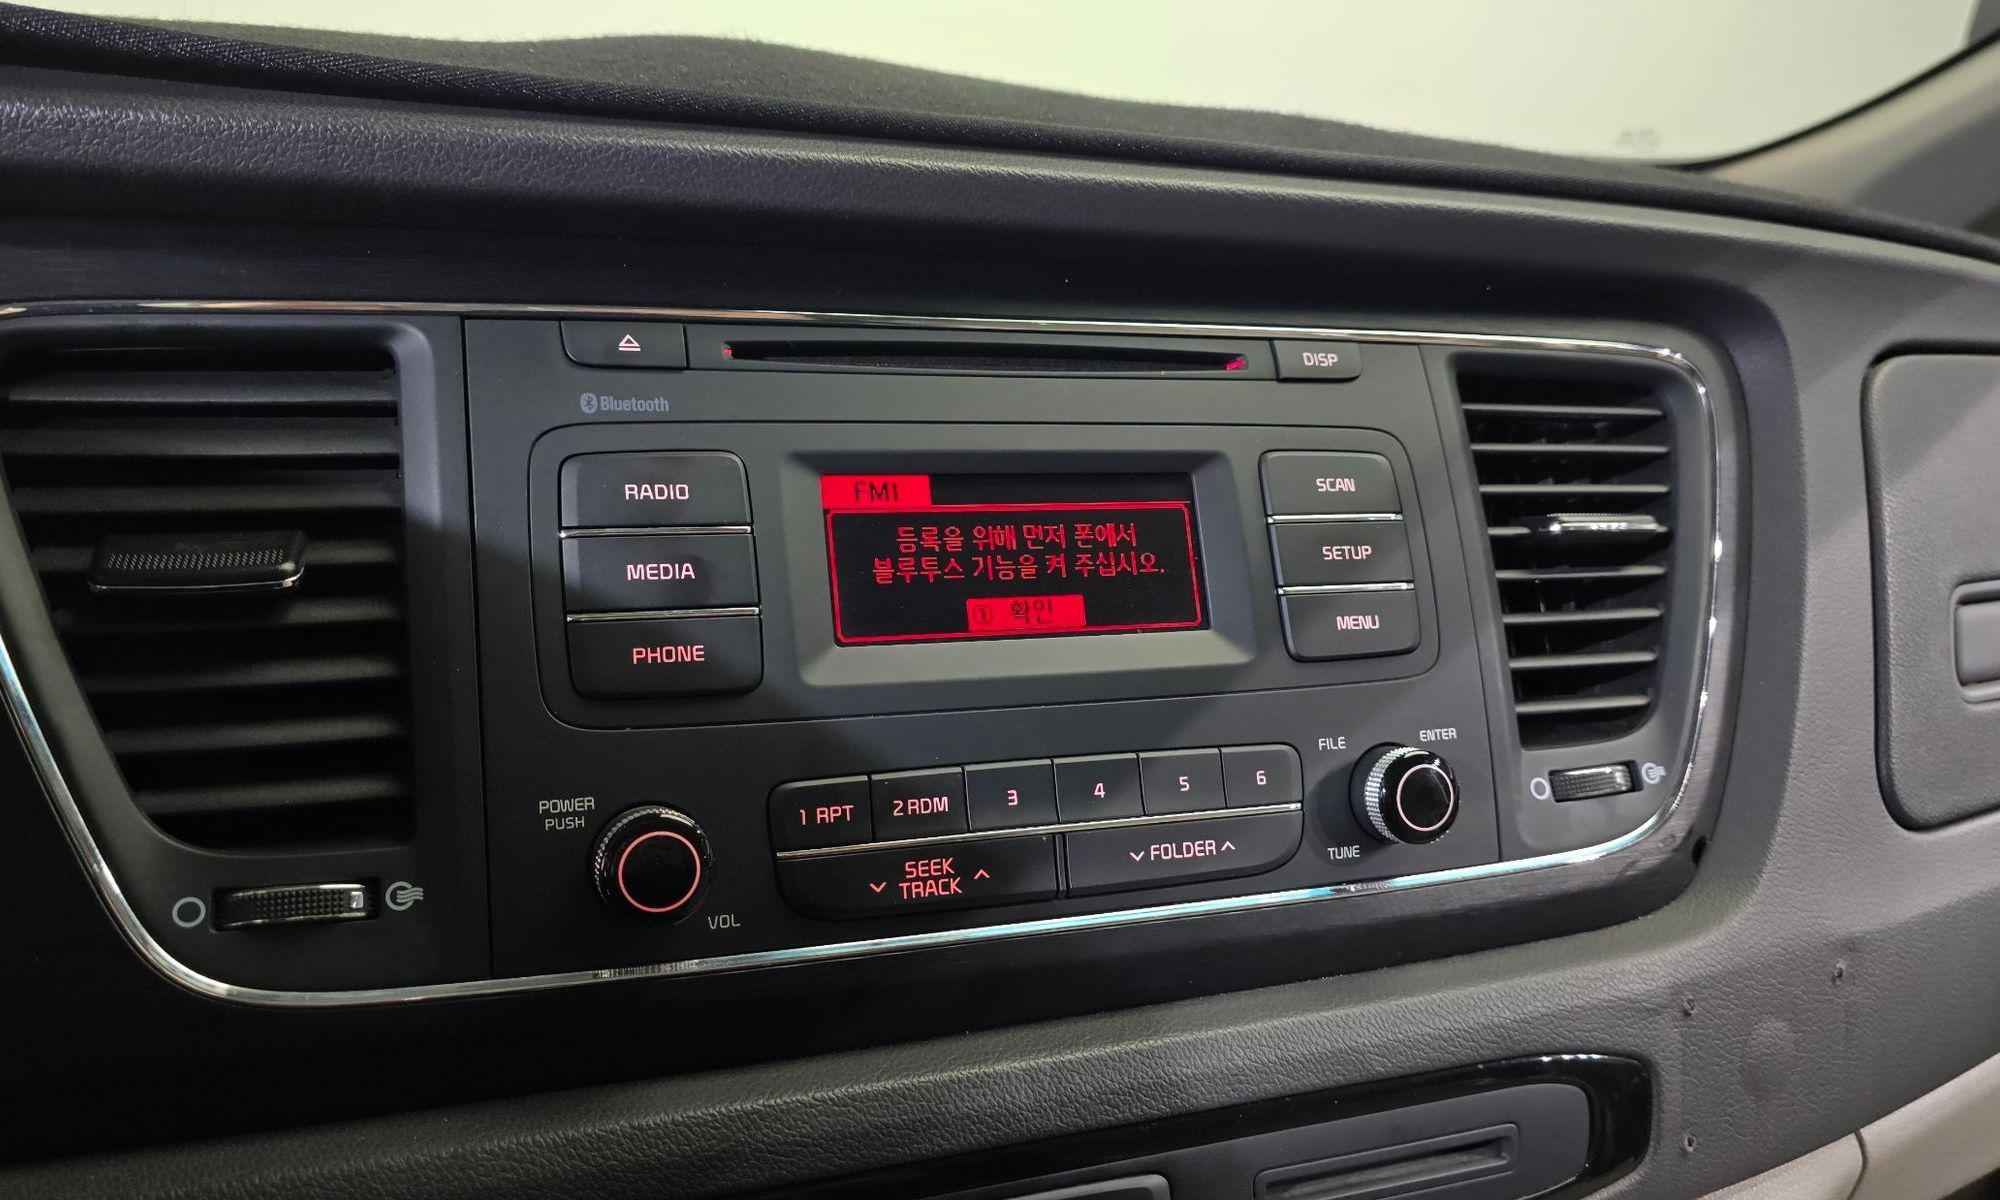 DISP
Bluetooth
RADIO
MEDIA
PHONE
FM1
등록을 위해 먼저 폰에서
블루투스 기능을 켜 주십시오.
① 확인
SCAN
SETUP
MENU
POWER
PUSH
VOL
1 RPT
2 RDM
3
4
5
6
SEEK
TRACK
FOLDER
FILE
ENTER
TUNE